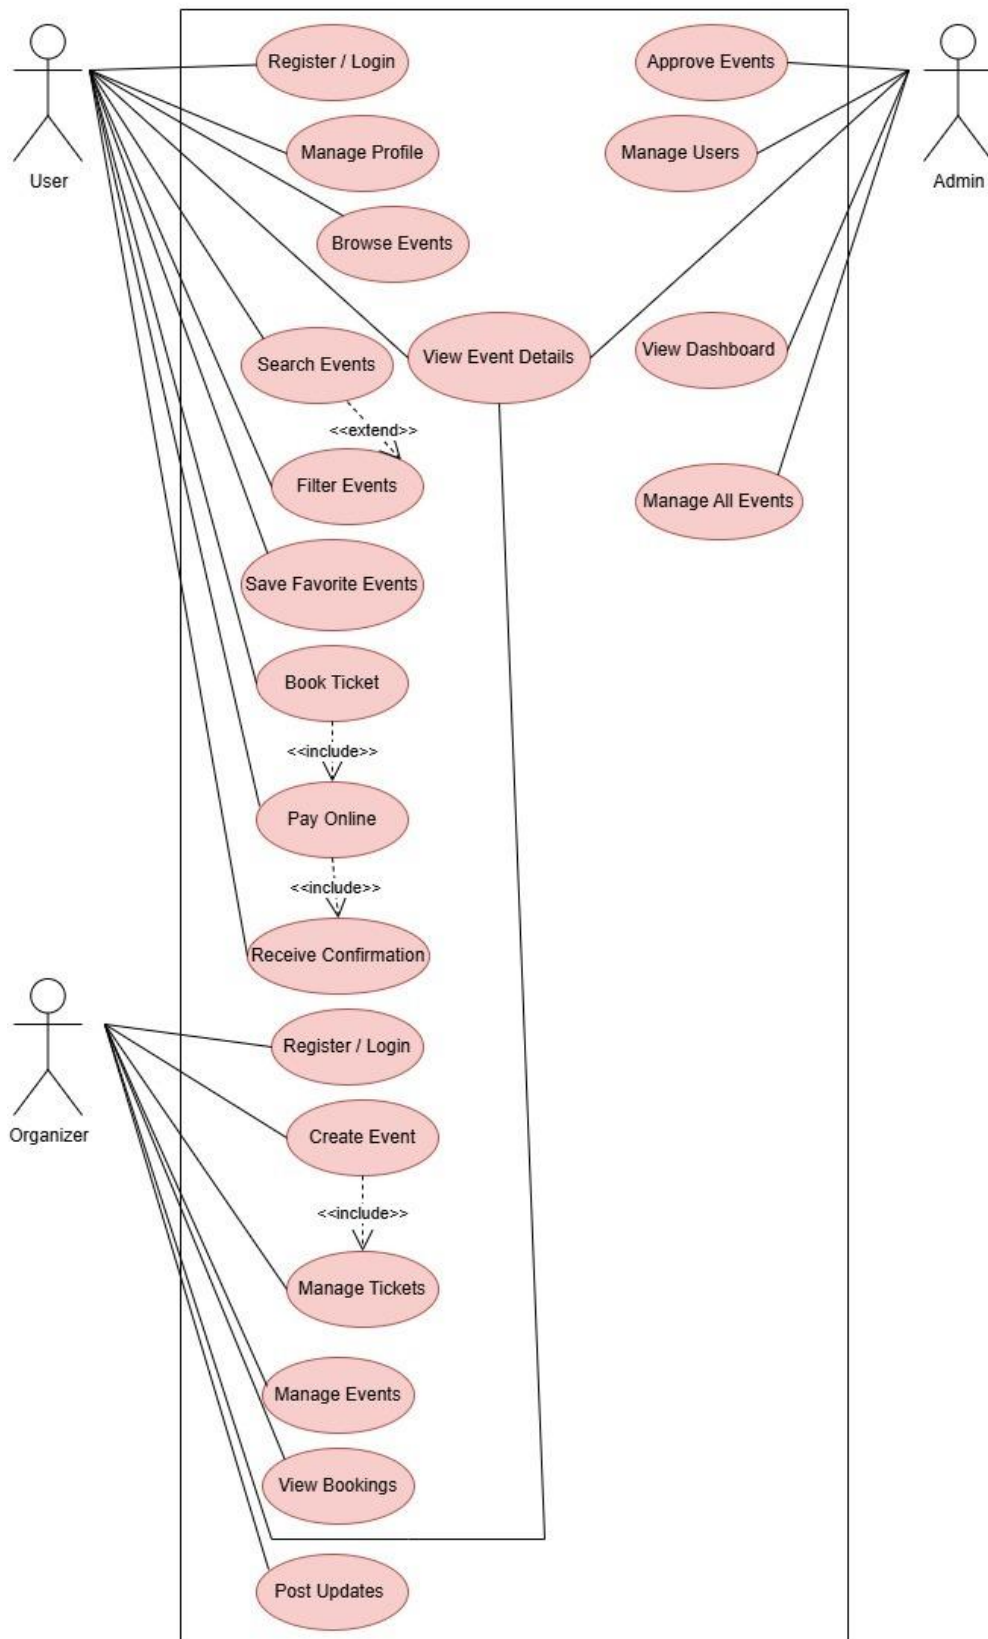 Register / Login
Approve Events
Manage Profile
Manage Users
User
Admin
Browse Events
View Event Details
View Dashboard
Search Events
<<extend>>
Filter Events
Manage All Events
Save Favorite Events
Book Ticket
<<include>>
Pay Online
<<include>>
Receive Confirmation
Register / Login
Organizer
Create Event
<<include>>
Manage Tickets
Manage Events
View Bookings
Post Updates